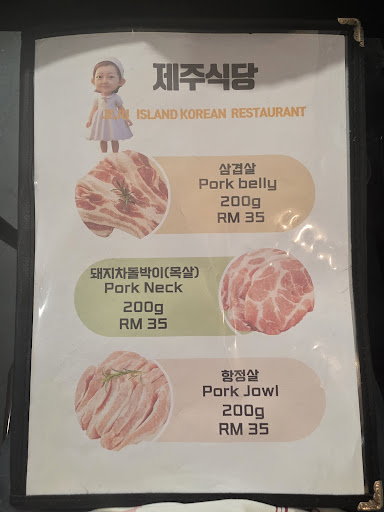 제주식당
ISLAND KOREAN RESTAURANT
삼겹살
Pork belly
200g
RM 35
돼지차돌박이(목살)
Pork Neck
200g
RM 35
항정살
Pork Jowl
200g
RM 35